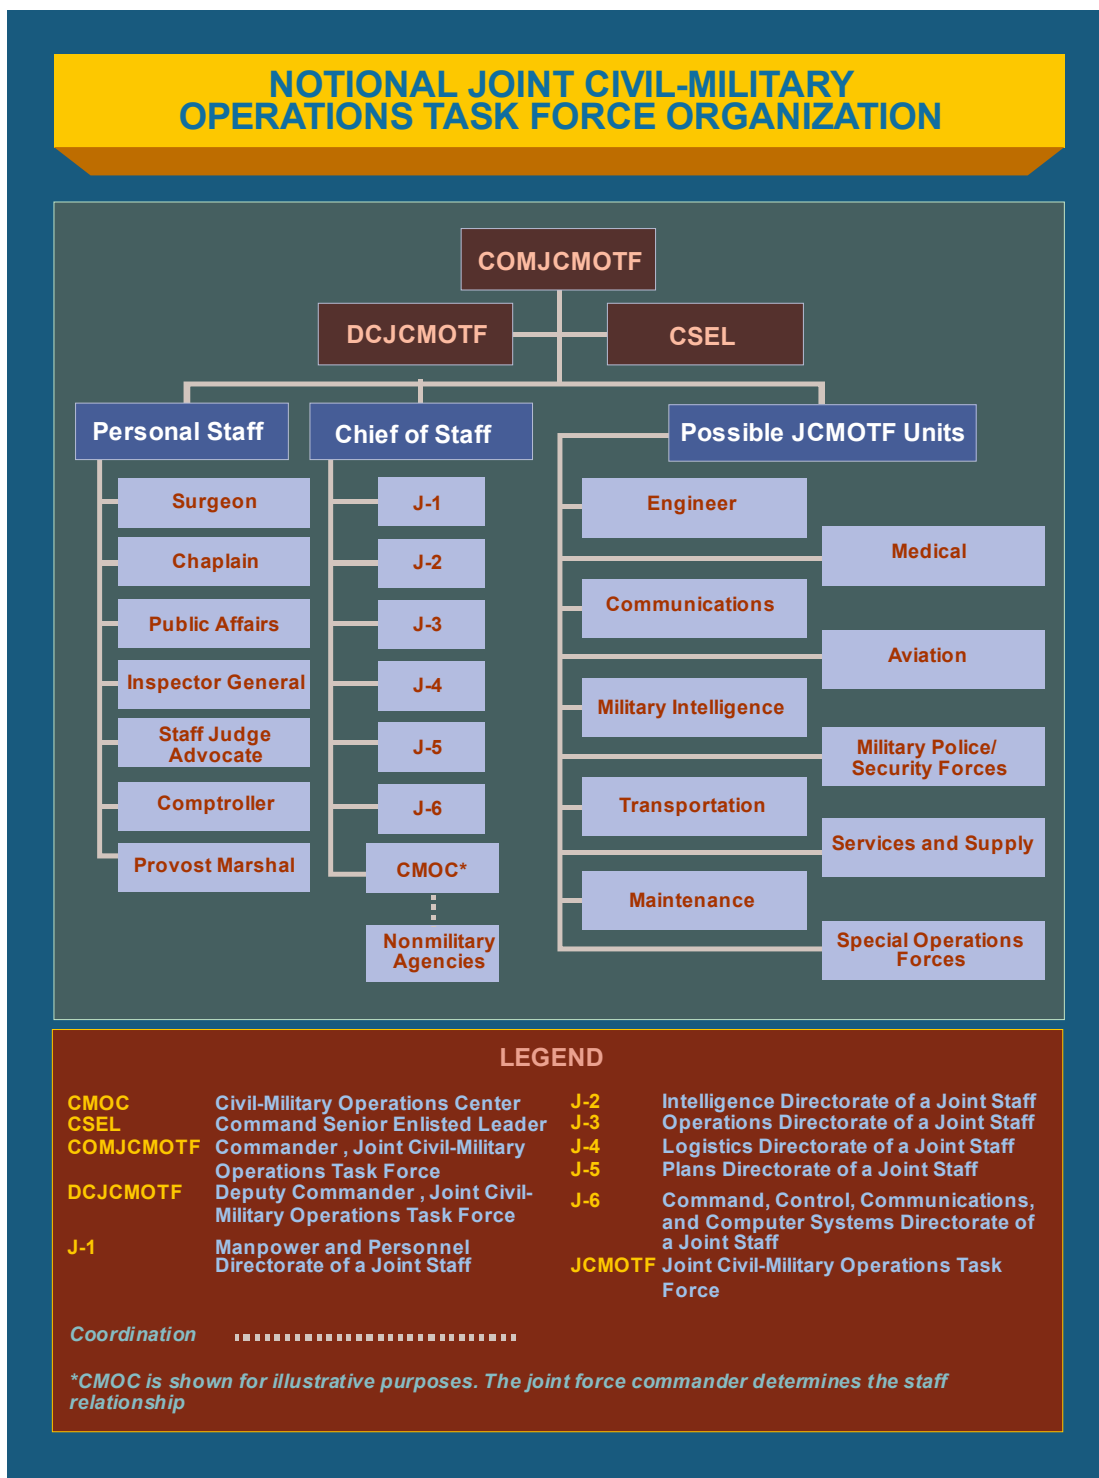 NOTIONAL JOINT CIVIL-MILITARY
OPERATIONS TASK FORCE ORGANIZATION
COMJCMOTF
DCJCMOTF
CSEL
Personal Staff
Surgeon
Chaplain
Public Affairs
Inspector General
Staff Judge
Advocate
Comptroller
Provost Marshal
Chief of Staff
J-1
J-2
J-3
J-4
J-5
J-6
CMOC*
Nonmilitary
Agencies
Possible JCMOTF Units
Engineer
Medical
Communications
Aviation
Military Intelligence
Military Police/
Security Forces
Transportation
Services and Supply
Maintenance
Special Operations
Forces
LEGEND
CMOC Civil-Military Operations Center
CSEL Command Senior Enlisted Leader
COMJCMOTF Commander , Joint Civil-Military
Operations Task Force
DCJCMOTF Deputy Commander , Joint Civil-
Military Operations Task Force
J-1 Manpower and Personnel
Directorate of a Joint Staff
J-2 Intelligence Directorate of a Joint Staff
J-3 Operations Directorate of a Joint Staff
J-4 Logistics Directorate of a Joint Staff
J-5 Plans Directorate of a Joint Staff
J-6 Command, Control, Communications,
and Computer Systems Directorate of
a Joint Staff
JCMOTF Joint Civil-Military Operations Task
Force
Coordination
*CMOC is shown for illustrative purposes. The joint force commander determines the staff
relationship